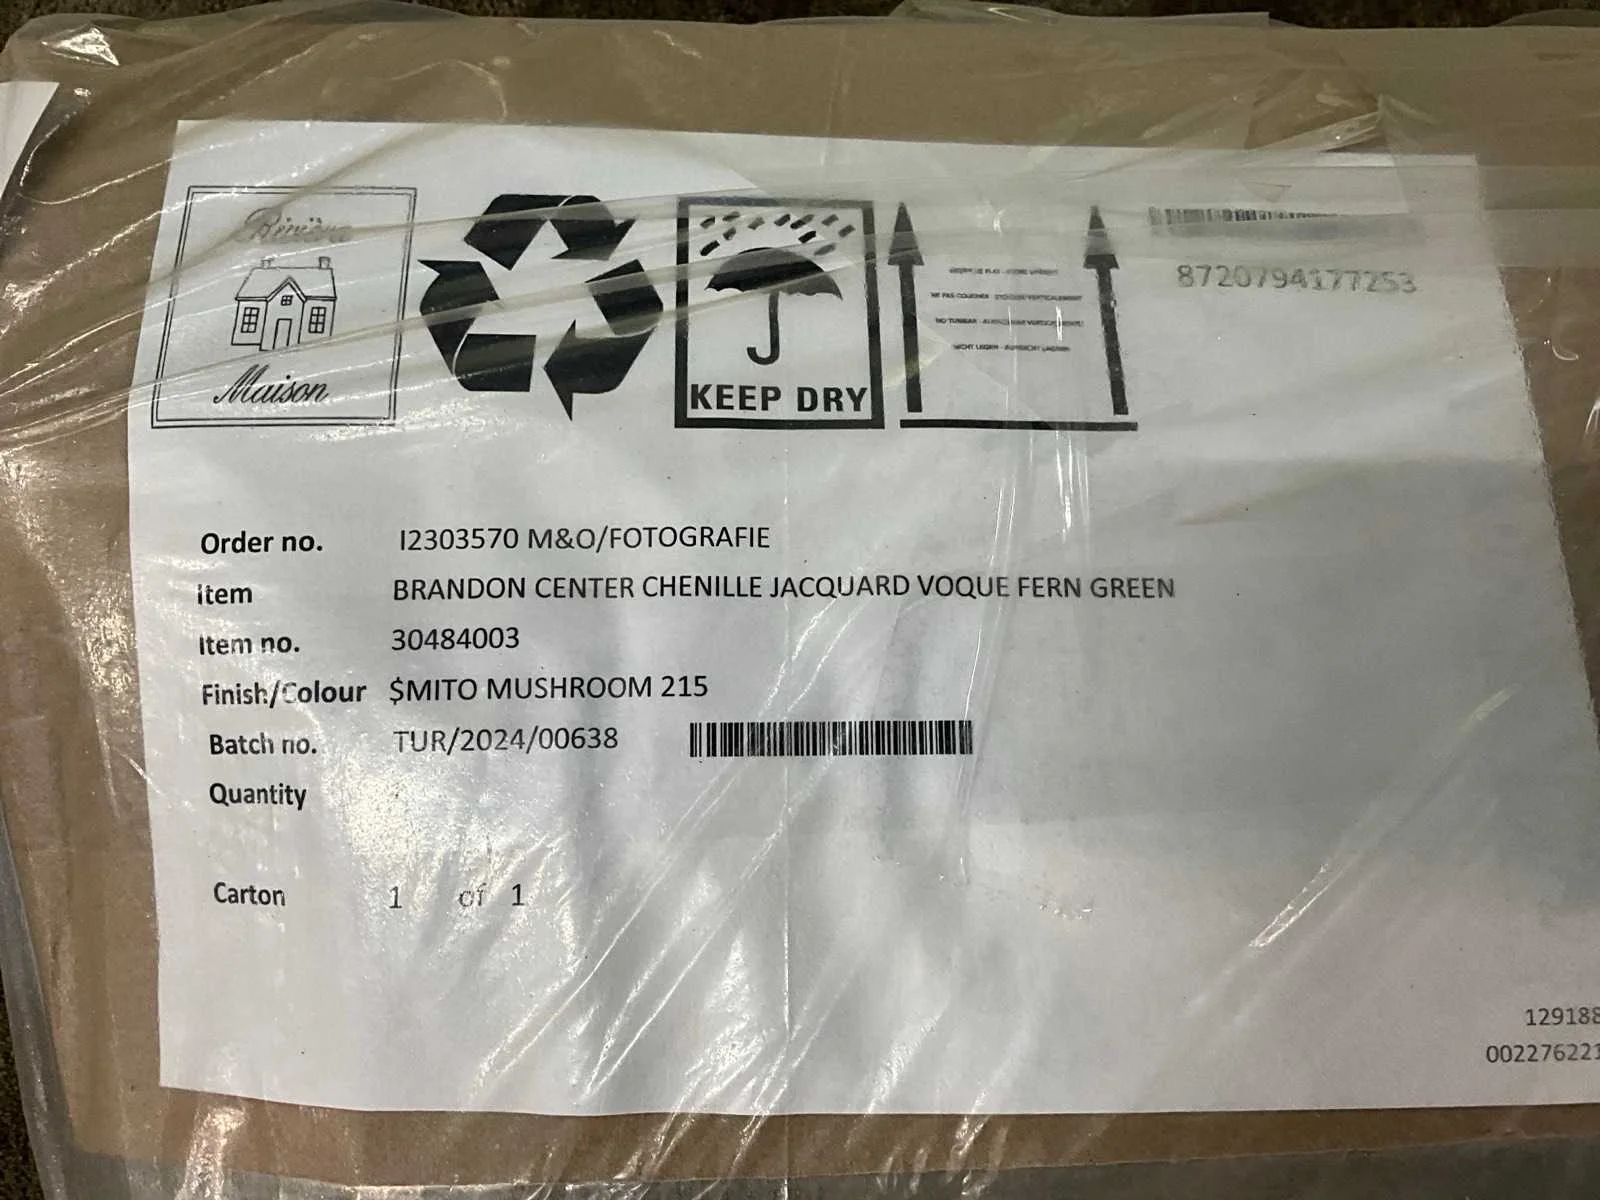 Rivièra
Maison
KEEP DRY
8720794177253
Order no. I2303570 M&O/FOTOGRAFIE
Item BRANDON CENTER CHENILLE JACQUARD VOQUE FERN GREEN
Item no. 30484003
Finish/Colour $MITO MUSHROOM 215
Batch no. TUR/2024/00638
Quantity
Carton 1 of 1
129188
002276221